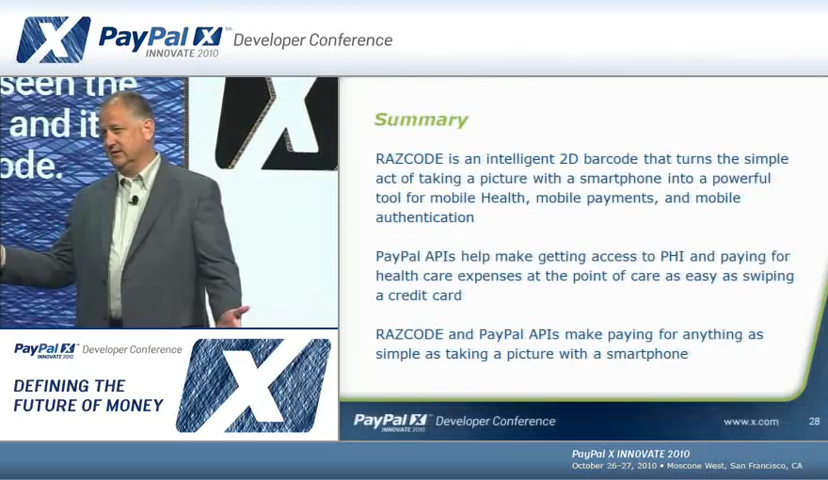 PayPal X™ Developer Conference
INNOVATE 2010
seen the
and it
ode.
Summary
RAZCODE is an intelligent 2D barcode that turns the simple
act of taking a picture with a smartphone into a powerful
tool for mobile Health, mobile payments, and mobile
authentication
PayPal APIs help make getting access to PHI and paying for
health care expenses at the point of care as easy as swiping
a credit card
RAZCODE and PayPal APIs make paying for anything as
simple as taking a picture with a smartphone
PayPal X Developer Conference
INNOVATE 2010
DEFINING THE
FUTURE OF MONEY
PayPal X™ Developer Conference
INNOVATE 2010
www.x.com 28
PayPal X INNOVATE 2010
October 26-27, 2010 • Moscone West, San Francisco, CA